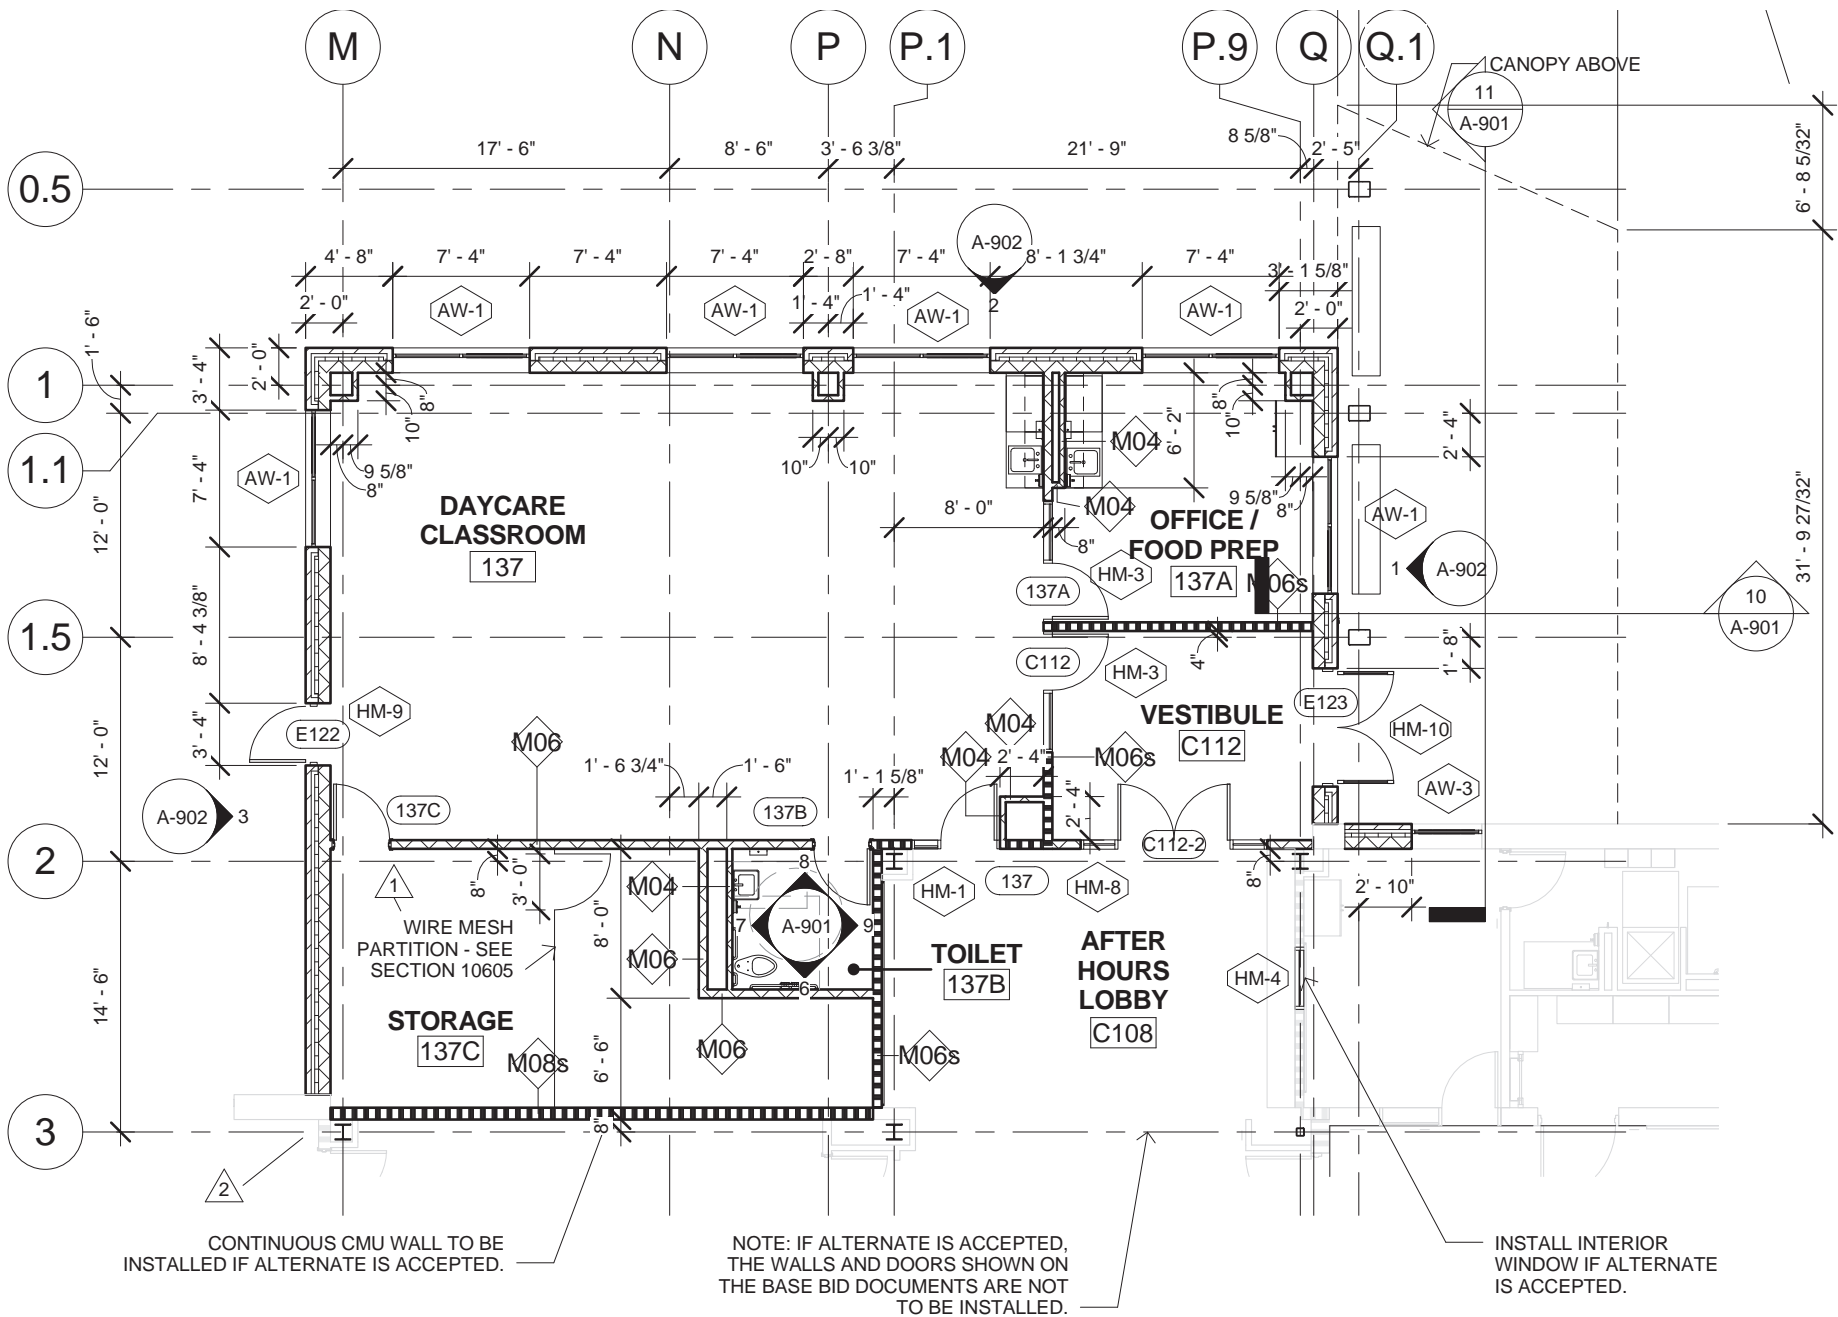 M
N
P
P.1
P.9
Q
Q.1
CANOPY ABOVE
11
A-901
17' - 6"
8' - 6"
3' - 6 3/8"
21' - 9"
8 5/8"
2' - 5"
6' - 8 5/32"
0.5
A-902
2
4' - 8"
7' - 4"
7' - 4"
7' - 4"
2' - 8"
7' - 4"
8' - 1 3/4"
7' - 4"
3' - 1 5/8"
2' - 0"
AW-1
AW-1
1' - 4"
1' - 4"
AW-1
AW-1
2' - 0"
1' - 6"
3' - 4"
2' - 0"
1
8"
10"
8"
10"
M04
6' - 2"
2' - 4"
1.1
AW-1
7' - 4"
9 5/8"
8"
10"
10"
12' - 0"
DAYCARE
CLASSROOM
137
8' - 0"
8"
M04
OFFICE /
FOOD PREP
137A
9 5/8"
8"
AW-1
M06s
1
A-902
31' - 9 27/32"
10
A-901
137A
HM-3
8' - 4 3/8"
1.5
C112
HM-3
4"
1' - 8"
VESTIBULE
C112
E123
HM-10
HM-9
E122
3' - 4"
12' - 0"
M06
M04
M04
2' - 4"
M06s
1' - 6 3/4"
1' - 6"
1' - 1 5/8"
AW-3
A-902
3
137C
137B
2' - 4"
C112-2
2
1
8"
3' - 0"
M04
8
HM-1
137
HM-8
8"
2' - 10"
WIRE MESH
PARTITION - SEE
SECTION 10605
8' - 0"
7
A-901
9
6
M06
TOILET
137B
AFTER
HOURS
LOBBY
C108
HM-4
14' - 6"
STORAGE
137C
M08s
6' - 6"
M06
M06s
3
8"
2
CONTINUOUS CMU WALL TO BE
INSTALLED IF ALTERNATE IS ACCEPTED.
NOTE: IF ALTERNATE IS ACCEPTED,
THE WALLS AND DOORS SHOWN ON
THE BASE BID DOCUMENTS ARE NOT
TO BE INSTALLED.
INSTALL INTERIOR
WINDOW IF ALTERNATE
IS ACCEPTED.